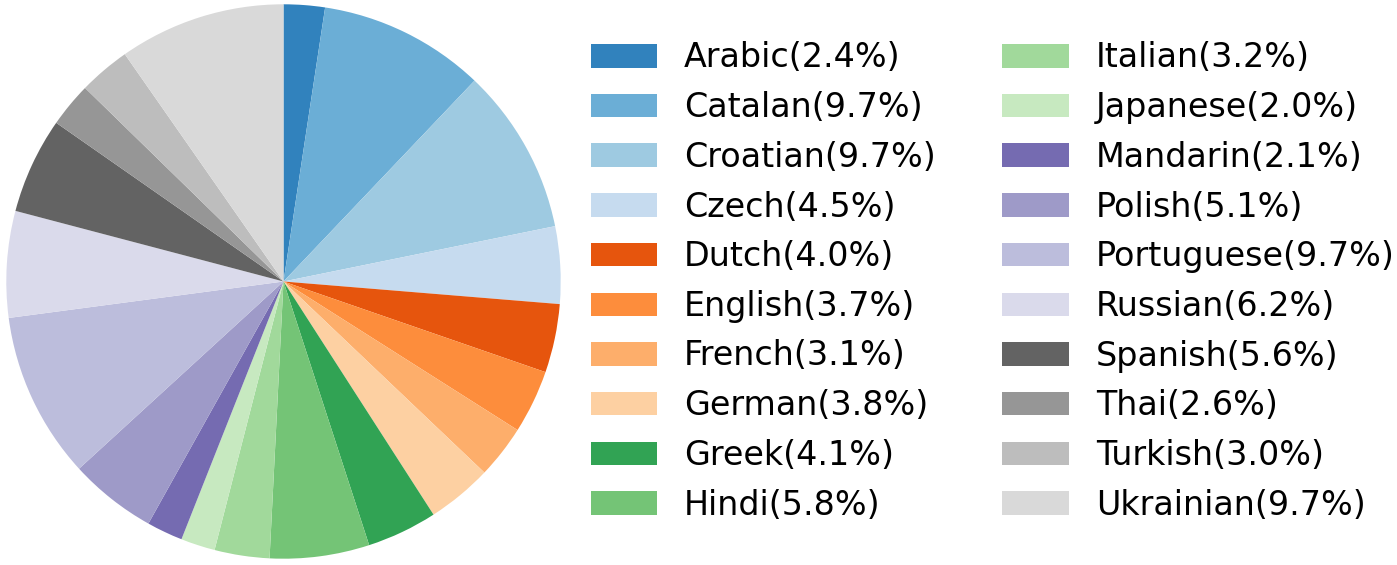 Arabic(2.4%)
Catalan(9.7%)
Croatian(9.7%)
Czech(4.5%)
Dutch(4.0%)
English(3.7%)
French(3.1%)
German(3.8%)
Greek(4.1%)
Hindi(5.8%)
Italian(3.2%)
Japanese(2.0%)
Mandarin(2.1%)
Polish(5.1%)
Portuguese(9.7%)
Russian(6.2%)
Spanish(5.6%)
Thai(2.6%)
Turkish(3.0%)
Ukrainian(9.7%)